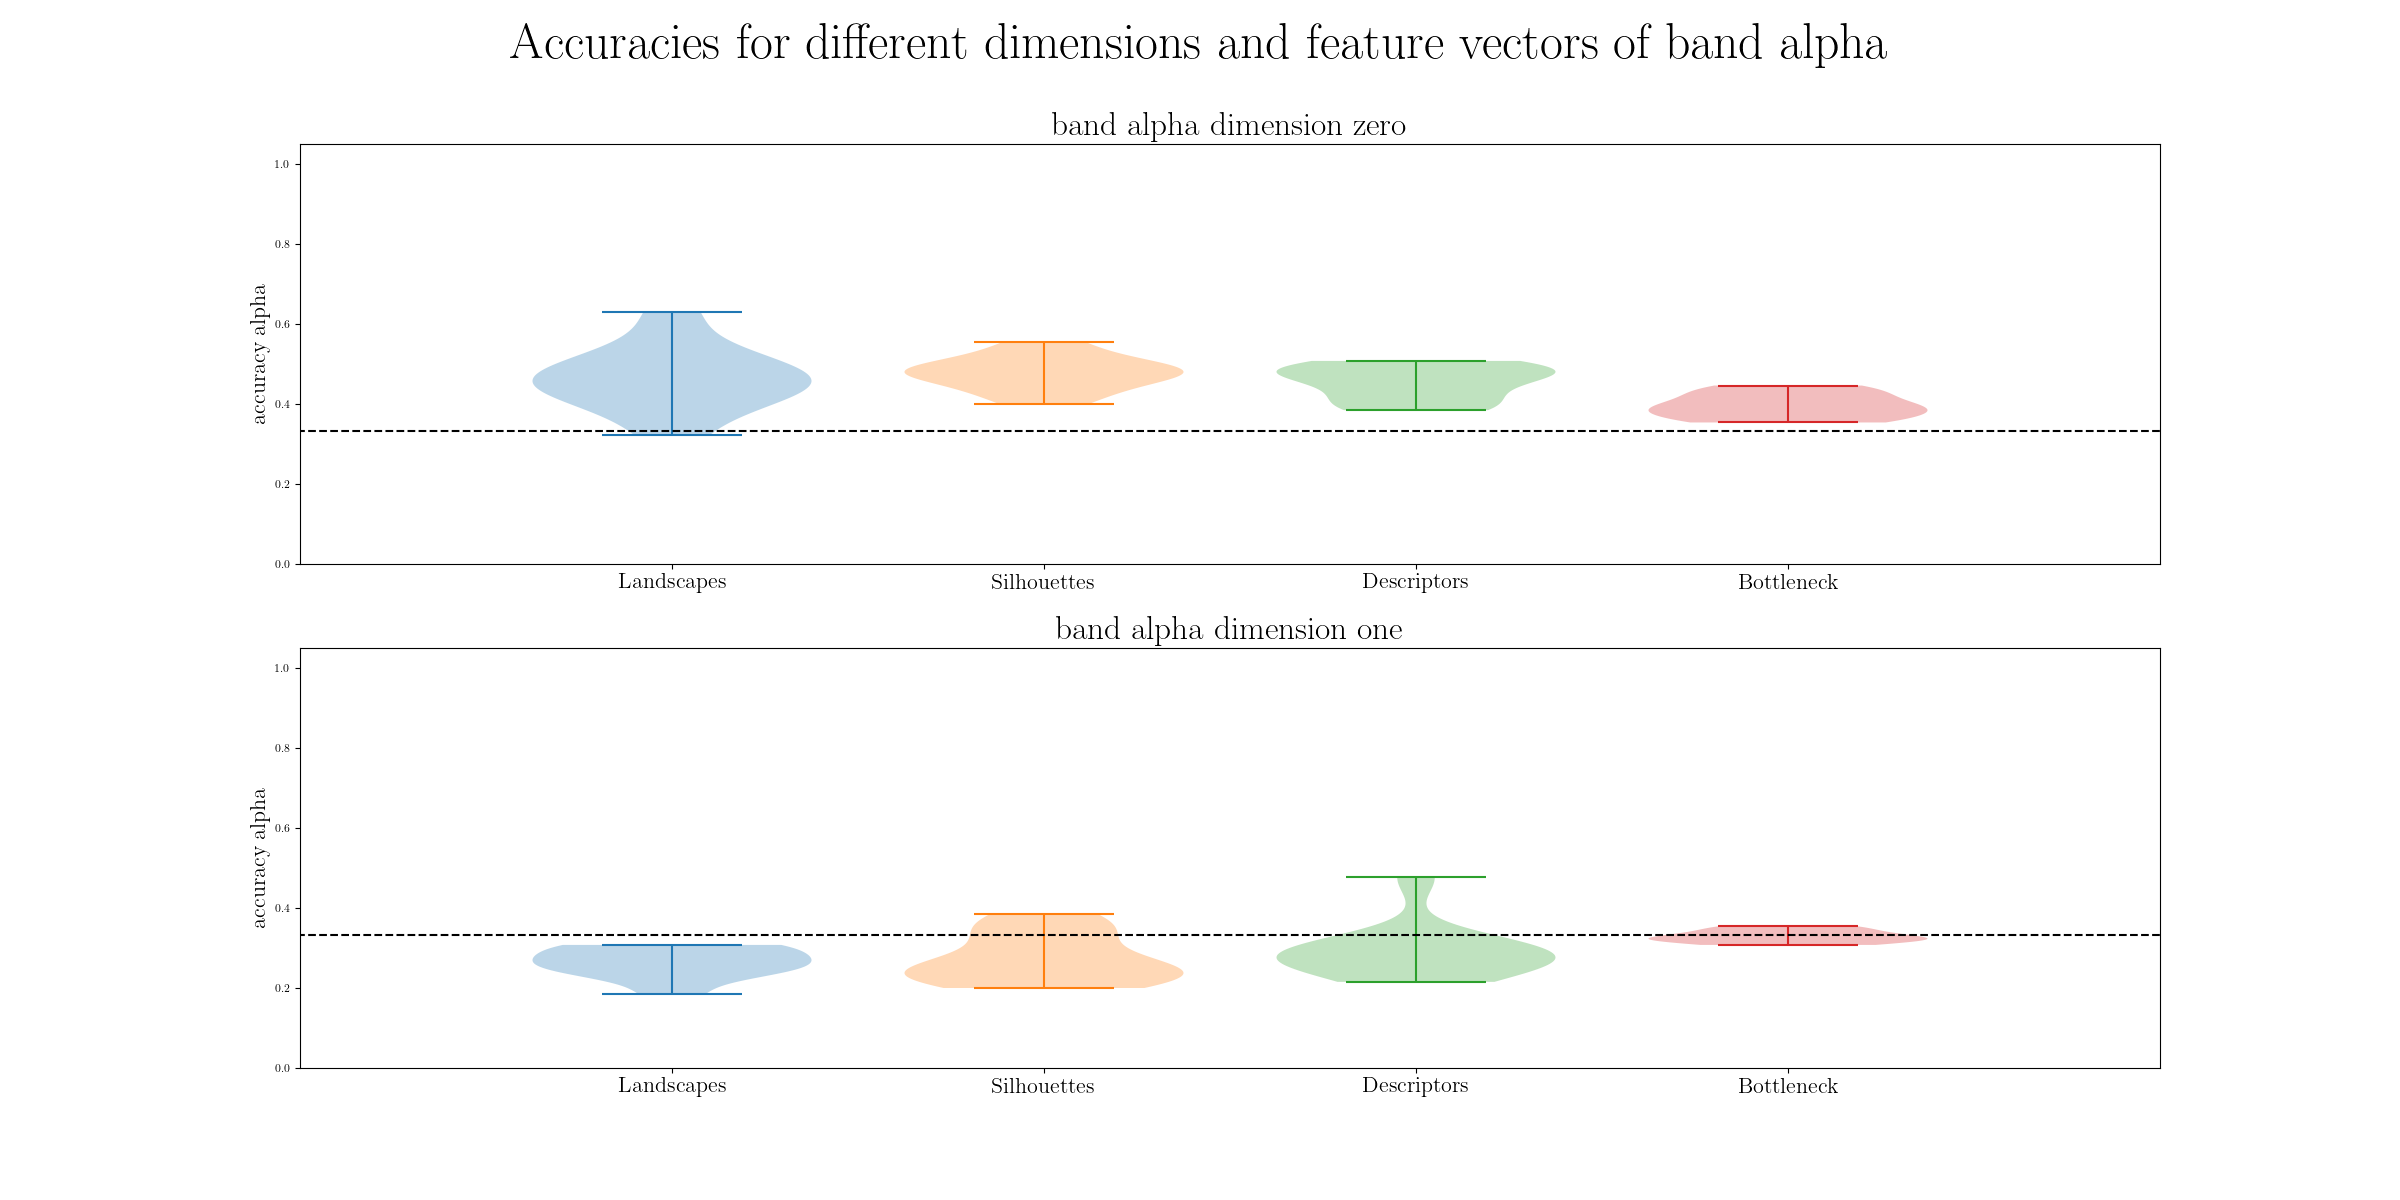 Accuracies for different dimensions and feature vectors of band alpha
band alpha dimension zero
1.0
0.8
0.6
0.4
0.2
0.0
accuracy alpha
Landscapes Silhouettes Descriptors Bottleneck
band alpha dimension one
1.0
0.8
0.6
0.4
0.2
0.0
accuracy alpha
Landscapes Silhouettes Descriptors Bottleneck